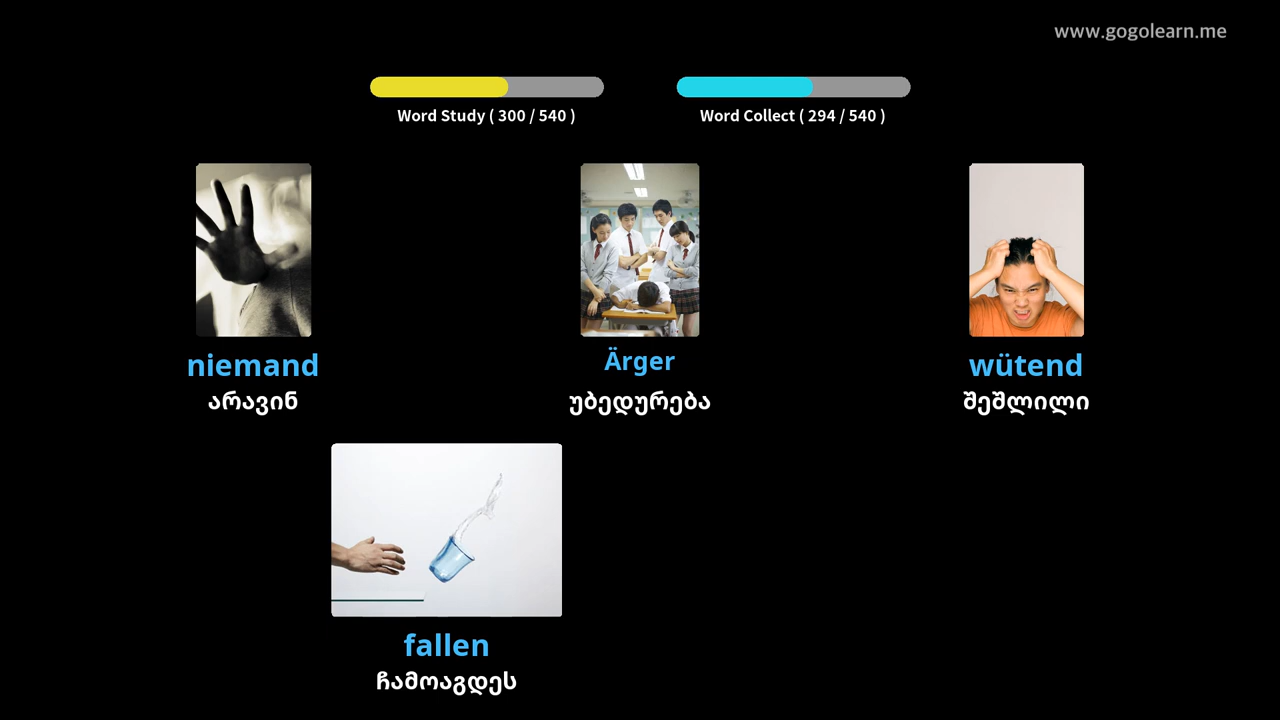 www.gogolearn.me
Word Study ( 300 / 540 )
Word Collect ( 294 / 540 )
niemand
არავინ
Ärger
უბედურება
wütend
შეშლილი
fallen
ჩამოაგდეს